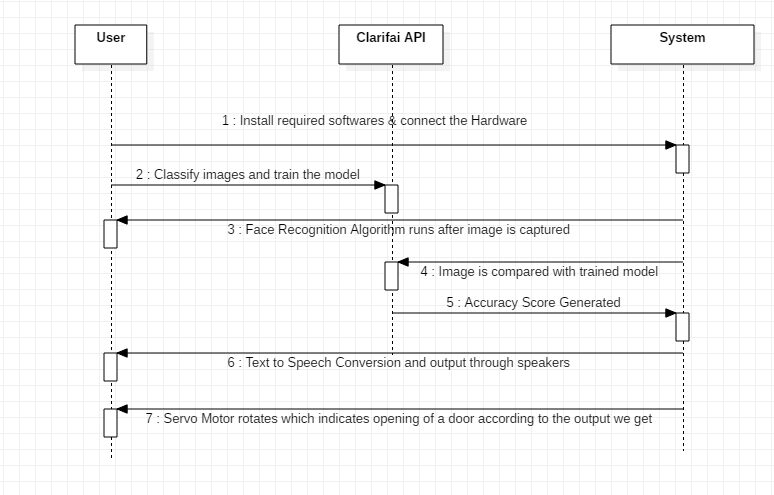 User
Clarifai API
System
1 : Install required softwares & connect the Hardware
2 : Classify images and train the model
3 : Face Recognition Algorithm runs after image is captured
4 : Image is compared with trained model
5 : Accuracy Score Generated
6 : Text to Speech Conversion and output through speakers
7 : Servo Motor rotates which indicates opening of a door according to the output we get